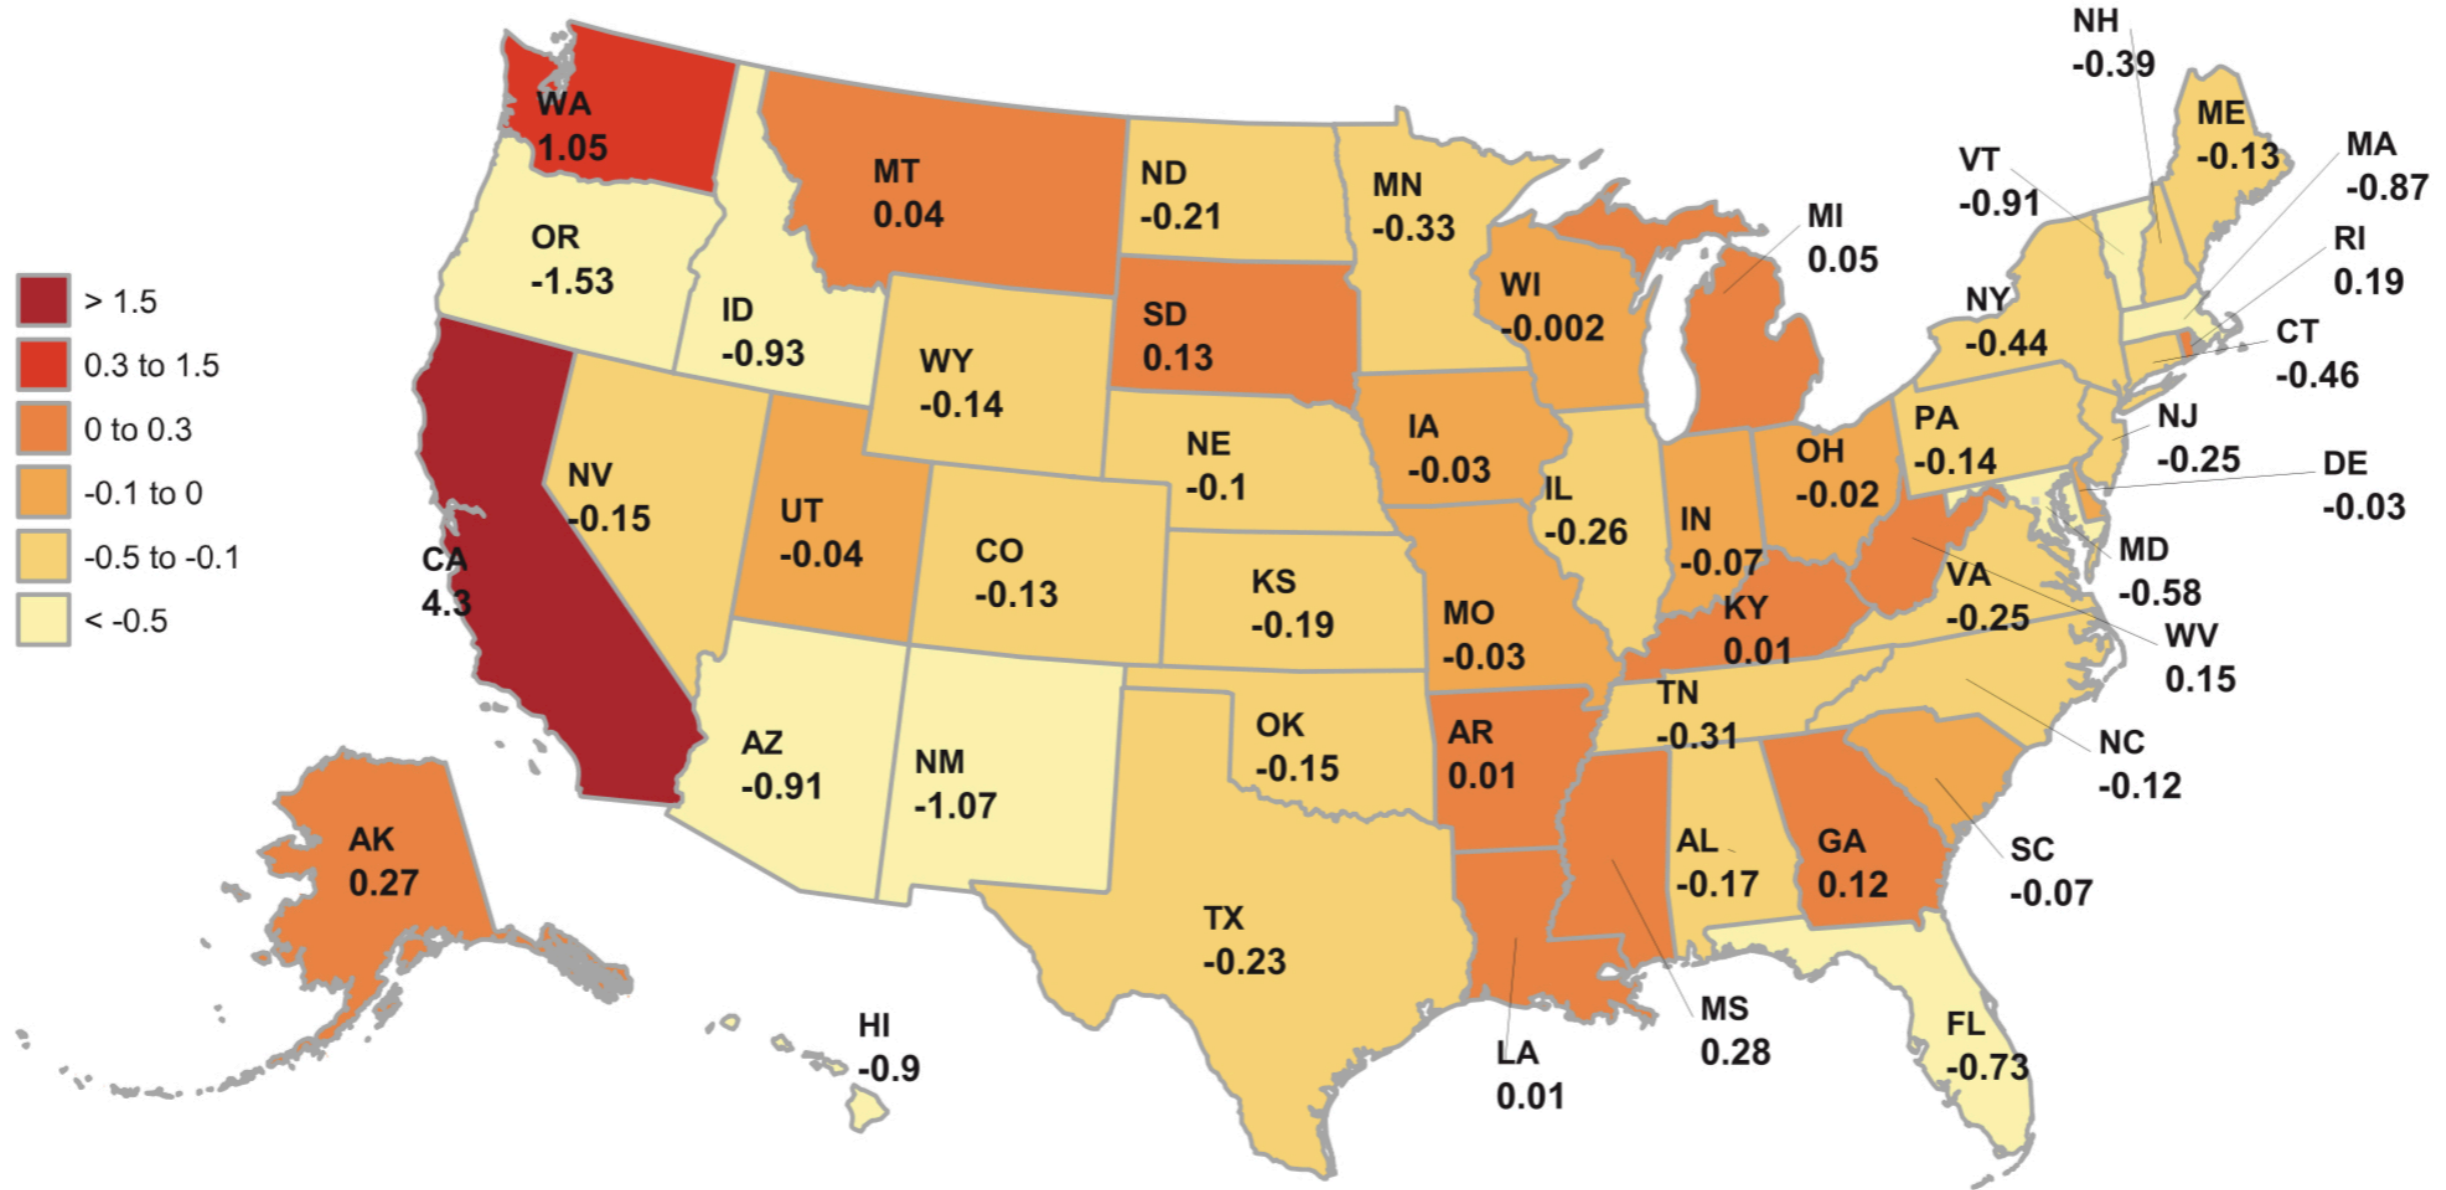 NH
-0.39
WA
1.05
ME
-0.13
MA
-0.87
VT
-0.91
MT
0.04
ND
-0.21
MN
-0.33
MI
0.05
RI
0.19
OR
-1.53
ID
-0.93
WI
-0.002
NY
-0.44
SD
0.13
CT
-0.46
WY
-0.14
> 1.5
0.3 to 1.5
0 to 0.3
-0.1 to 0
-0.5 to -0.1
< -0.5
NE
-0.1
IA
-0.03
PA
-0.14
NJ
-0.25
OH
-0.02
DE
-0.03
NV
-0.15
UT
-0.04
IL
-0.26
IN
-0.07
CO
-0.13
CA
4.3
KS
-0.19
MO
-0.03
KY
0.01
VA
-0.25
MD
-0.58
WV
0.15
TN
-0.31
AZ
-0.91
NM
-1.07
OK
-0.15
AR
0.01
NC
-0.12
AK
0.27
AL
-0.17
GA
0.12
SC
-0.07
TX
-0.23
HI
-0.9
LA
0.01
MS
0.28
FL
-0.73